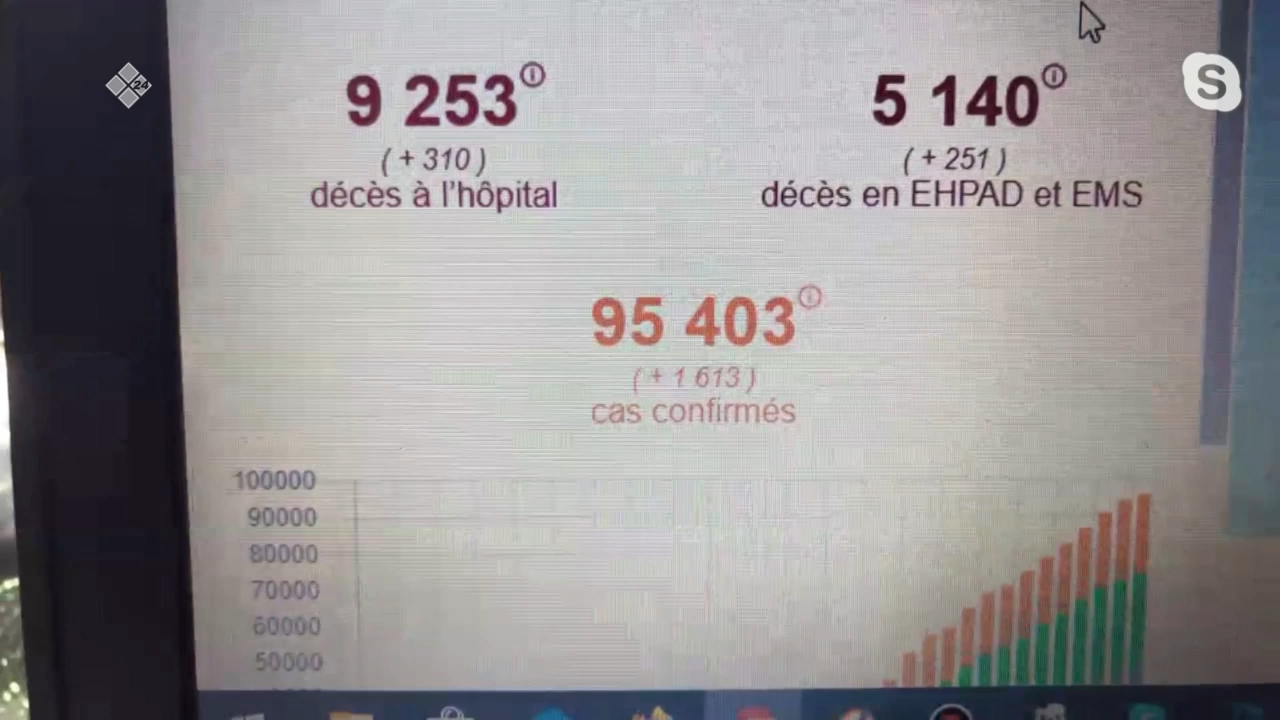 X24
S
9 253
5 140
( + 310 )
( + 251 )
décès à l'hôpital
décès en EHPAD et EMS
95 403
( + 1 613 )
cas confirmés
100000
90000
80000
70000
60000
50000